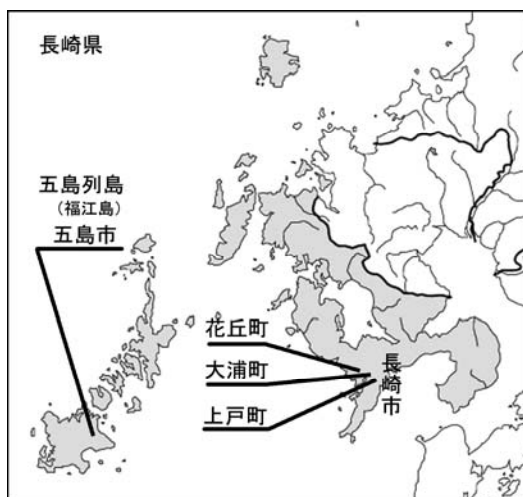 長崎県
五島列島
（福江島）
五島市
花丘町
大浦町
上戸町
長崎市